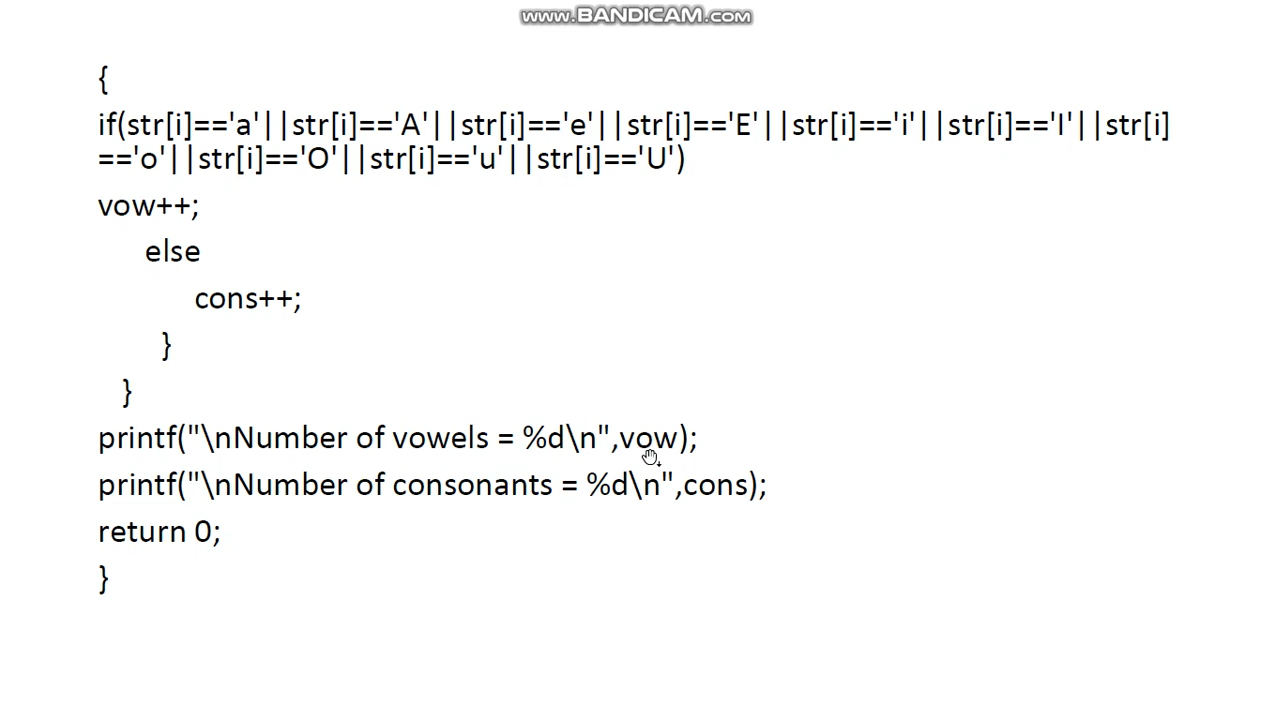 www.BANDICAM.com
{
if(str[i]=='a'||str[i]=='A'||str[i]=='e'||str[i]=='E'||str[i]=='i'||str[i]=='I'||str[i]
=='o'||str[i]=='O'||str[i]=='u'||str[i]=='U')
vow++;
else
cons++;
}
}
printf("\nNumber of vowels = %d\n",vow);
printf("\nNumber of consonants = %d\n",cons);
return 0;
}